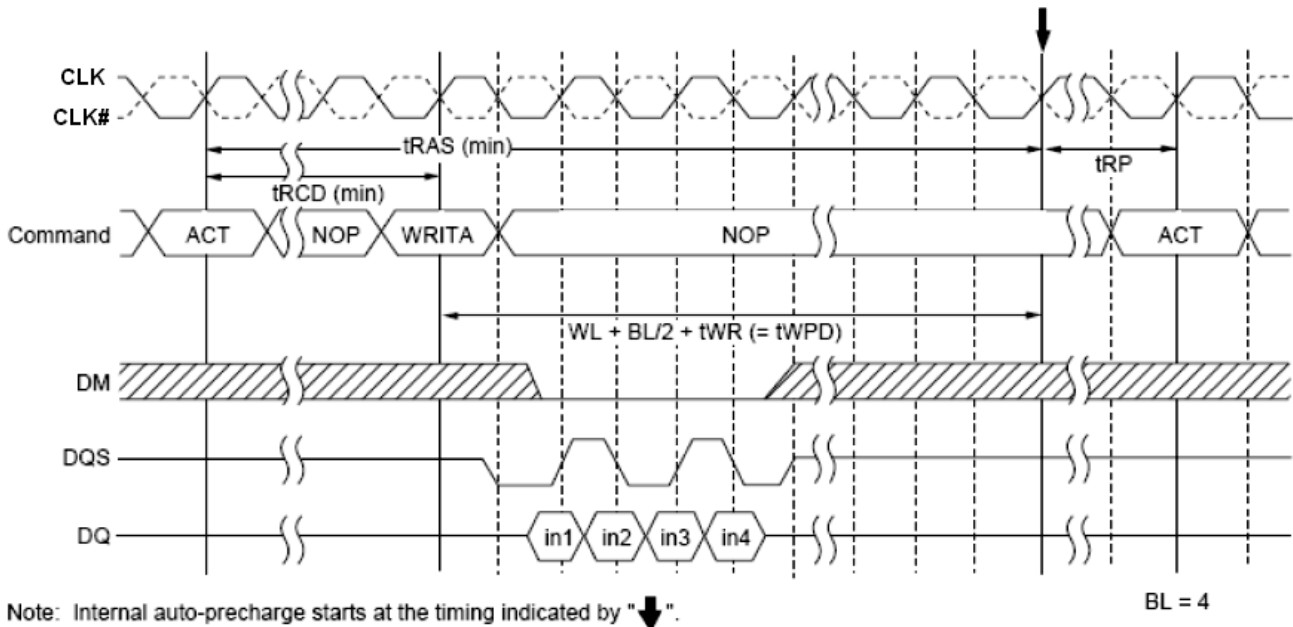 CLK
CLK#
tRAS (min)
tRP
tRCD (min)
Command ACT NOP WRITA NOP ACT
WL + BL/2 + tWR (= tWPD)
DM
DQS
DQ in1 in2 in3 in4
BL = 4
Note: Internal auto-precharge starts at the timing indicated by " ".